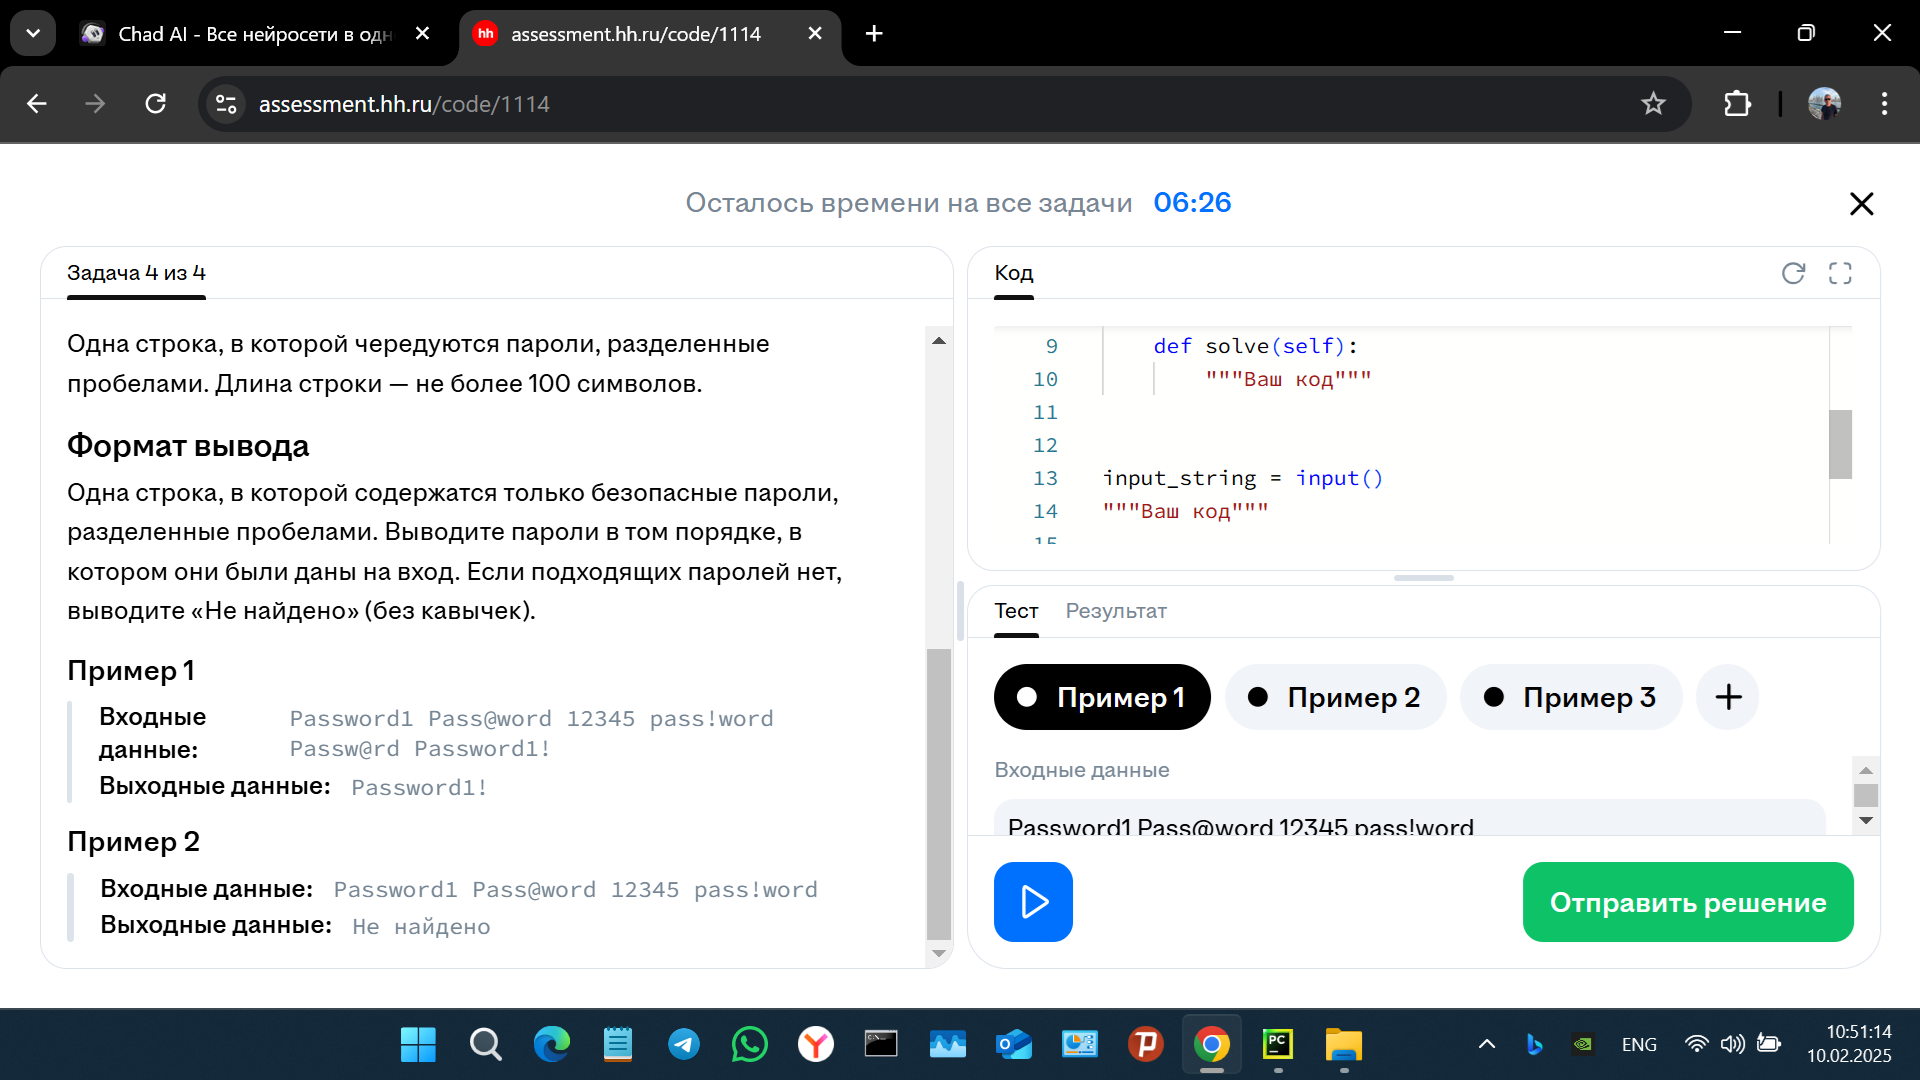 Chad AI - Все нейросети в одн
hh assessment.hh.ru/code/1114
assessment.hh.ru/code/1114
Осталось времени на все задачи 06:26
Задача 4 из 4
Одна строка, в которой чередуются пароли, разделенные
пробелами. Длина строки — не более 100 символов.
Формат вывода
Одна строка, в которой содержатся только безопасные пароли,
разделенные пробелами. Выводите пароли в том порядке, в
котором они были даны на вход. Если подходящих паролей нет,
выводите «Не найдено» (без кавычек).
Пример 1
Входные данные: Password1 Pass@word 12345 pass!word
Passw@rd Password1!
Выходные данные: Password1!
Пример 2
Входные данные: Password1 Pass@word 12345 pass!word
Выходные данные: Не найдено
Код
9 def solve(self):
10 """Ваш код"""
11
12
13 input_string = input()
14 """Ваш код"""
15
Тест Результат
Пример 1 Пример 2 Пример 3
Входные данные
Password1 Pass@word 12345 pass!word
Отправить решение
PC
ENG
10:51:14
10.02.2025